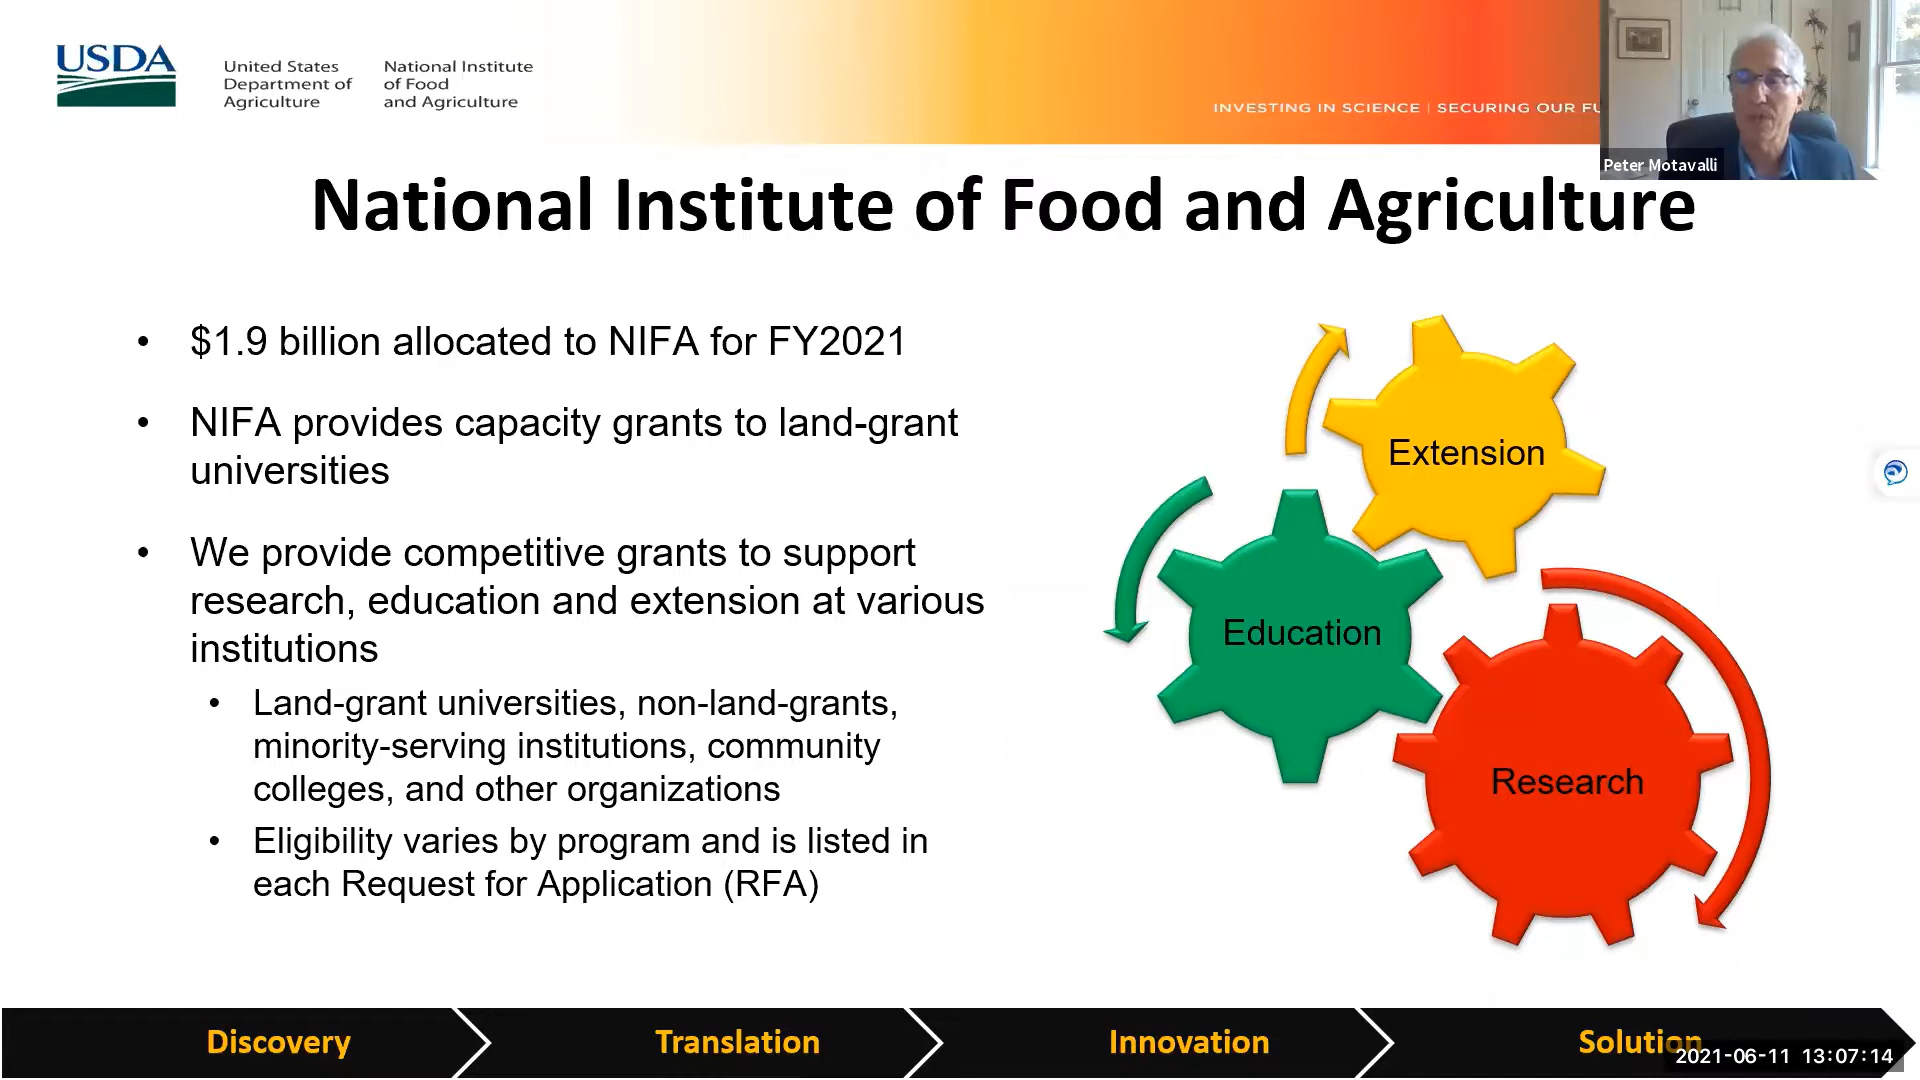 USDA
United States
Department of
Agriculture
National Institute
of Food
and Agriculture
INVESTING IN SCIENCE | SECURING OUR FU
Peter Motavalli
National Institute of Food and Agriculture
• $1.9 billion allocated to NIFA for FY2021
• NIFA provides capacity grants to land-grant
universities
• We provide competitive grants to support
research, education and extension at various
institutions
• Land-grant universities, non-land-grants,
minority-serving institutions, community
colleges, and other organizations
• Eligibility varies by program and is listed in
each Request for Application (RFA)
Extension
Education
Research
Discovery
Translation
Innovation
Solution
2021-06-11 13:07:14